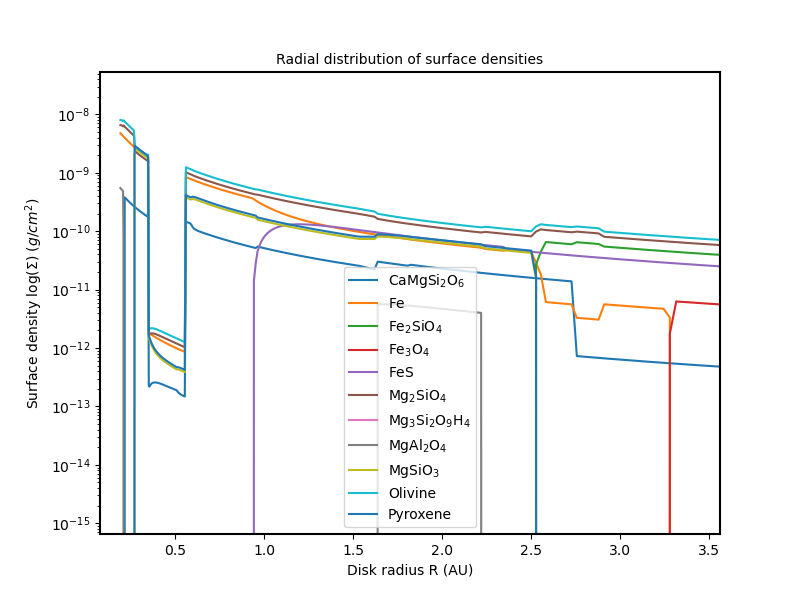 Radial distribution of surface densities
Surface density log(Σ) (g/cm²)
10⁻⁸
10⁻⁹
10⁻¹⁰
10⁻¹¹
10⁻¹²
10⁻¹³
10⁻¹⁴
10⁻¹⁵
CaMgSi₂O₆
Fe
Fe₂SiO₄
Fe₃O₄
FeS
Mg₂SiO₄
Mg₃Si₂O₉H₄
MgAl₂O₄
MgSiO₃
Olivine
Pyroxene
0.5 1.0 1.5 2.0 2.5 3.0 3.5
Disk radius R (AU)